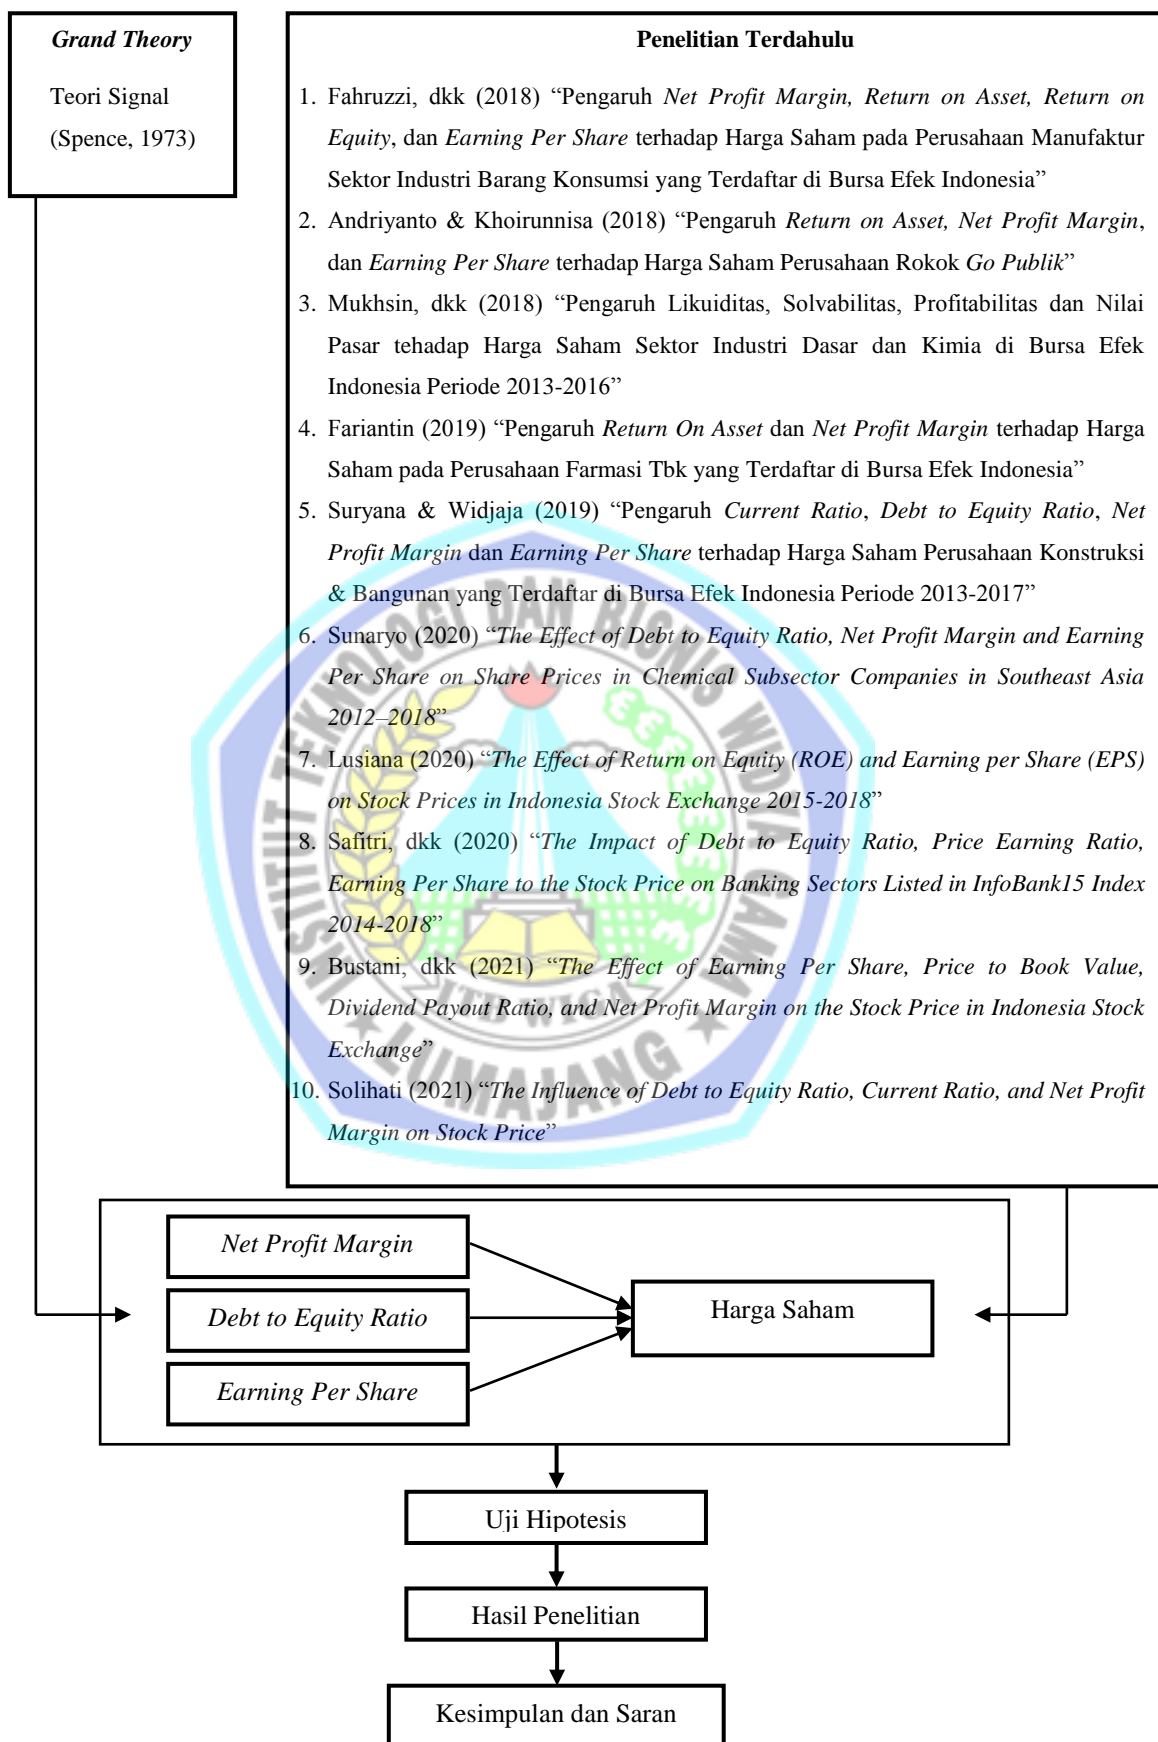 Grand Theory
Teori Signal
(Spence, 1973)
Penelitian Terdahulu
1. Fahruzzi, dkk (2018) “Pengaruh Net Profit Margin, Return on Asset, Return on
Equity, dan Earning Per Share terhadap Harga Saham pada Perusahaan Manufaktur
Sektor Industri Barang Konsumsi yang Terdaftar di Bursa Efek Indonesia”
2. Andriyanto & Khoirunnisa (2018) “Pengaruh Return on Asset, Net Profit Margin,
dan Earning Per Share terhadap Harga Saham Perusahaan Rokok Go Publik”
3. Mukhsin, dkk (2018) “Pengaruh Likuiditas, Solvabilitas, Profitabilitas dan Nilai
Pasar tehadap Harga Saham Sektor Industri Dasar dan Kimia di Bursa Efek
Indonesia Periode 2013-2016”
4. Fariantin (2019) “Pengaruh Return On Asset dan Net Profit Margin terhadap Harga
Saham pada Perusahaan Farmasi Tbk yang Terdaftar di Bursa Efek Indonesia”
5. Suryana & Widjaja (2019) “Pengaruh Current Ratio, Debt to Equity Ratio, Net
Profit Margin dan Earning Per Share terhadap Harga Saham Perusahaan Konstruksi
& Bangunan yang Terdaftar di Bursa Efek Indonesia Periode 2013-2017”
6. Sunaryo (2020) “The Effect of Debt to Equity Ratio, Net Profit Margin and Earning
Per Share on Share Prices in Chemical Subsector Companies in Southeast Asia
2012–2018”
7. Lusiana (2020) “The Effect of Return on Equity (ROE) and Earning per Share (EPS)
on Stock Prices in Indonesia Stock Exchange 2015-2018”
8. Safitri, dkk (2020) “The Impact of Debt to Equity Ratio, Price Earning Ratio,
Earning Per Share to the Stock Price on Banking Sectors Listed in InfoBank15 Index
2014-2018”
9. Bustani, dkk (2021) “The Effect of Earning Per Share, Price to Book Value,
Dividend Payout Ratio, and Net Profit Margin on the Stock Price in Indonesia Stock
Exchange”
10. Solihati (2021) “The Influence of Debt to Equity Ratio, Current Ratio, and Net Profit
Margin on Stock Price”
INSTITUT TEKNOLOGI DAN BISNIS WIDYA GAMA
ITB WIGA
LUMAJANG
Net Profit Margin
Debt to Equity Ratio
Earning Per Share
Harga Saham
Uji Hipotesis
Hasil Penelitian
Kesimpulan dan Saran